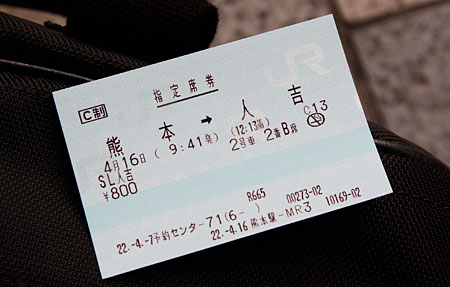 JR
C制
指定席券
熊本 → 人吉
4月16日 (9:41発) (12:13着) C13
SL人吉 2号車 2番B席
¥800
R665 00273-02
22.-4.-7予約センター71(6- )
22.-4.16 熊本駅-MR3 10169-02